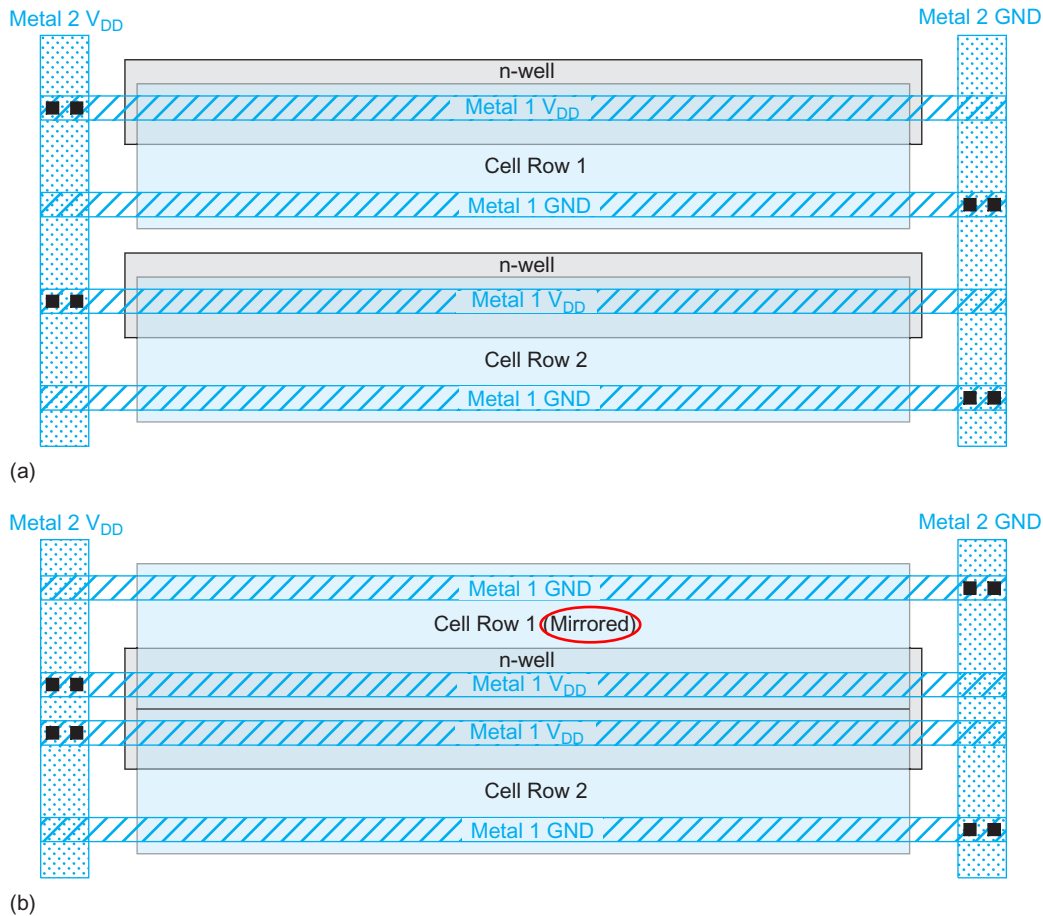 Metal 2 VDD
Metal 2 GND
n-well
Metal 1 VDD
Cell Row 1
Metal 1 GND
n-well
Metal 1 VDD
Cell Row 2
Metal 1 GND
(a)
Metal 2 VDD
Metal 2 GND
Metal 1 GND
Cell Row 1 (Mirrored)
n-well
Metal 1 VDD
Metal 1 VDD
Cell Row 2
Metal 1 GND
(b)